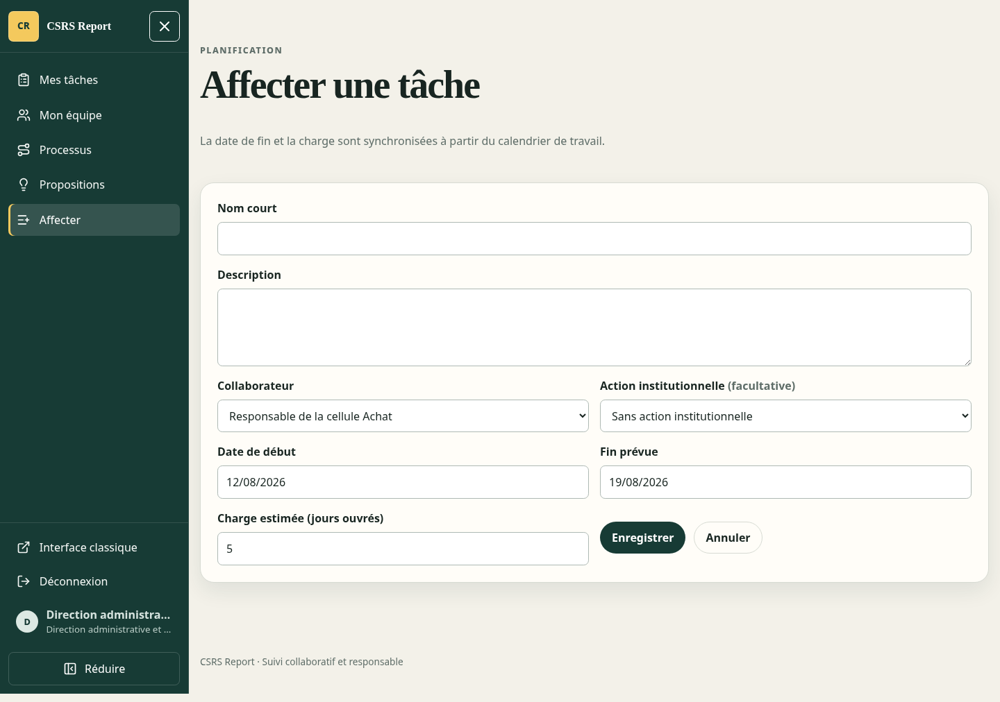 CR
CSRS Report
Mes tâches
Mon équipe
Processus
Propositions
Affecter
Interface classique
Déconnexion
D
Direction administra...
Direction administrative et ...
Réduire
PLANIFICATION
Affecter une tâche
La date de fin et la charge sont synchronisées à partir du calendrier de travail.
Nom court
Description
Collaborateur
Action institutionnelle (facultative)
Responsable de la cellule Achat
Sans action institutionnelle
Date de début
Fin prévue
12/08/2026
19/08/2026
Charge estimée (jours ouvrés)
5
Enregistrer
Annuler
CSRS Report · Suivi collaboratif et responsable